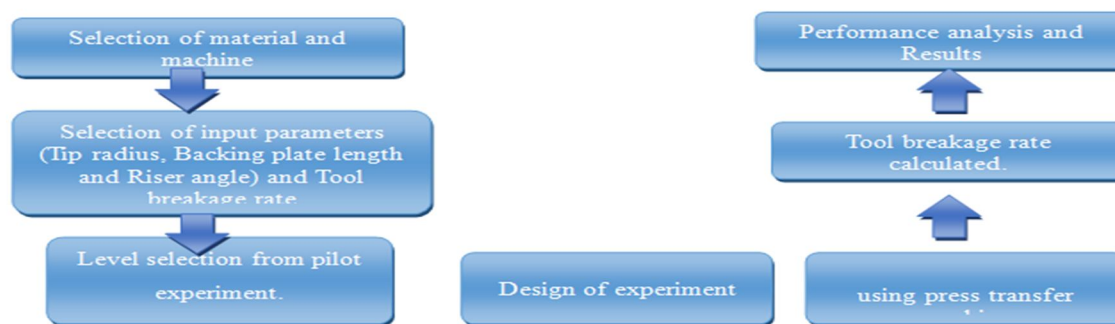 Selection of material and
machine
Selection of input parameters
(Tip radius, Backing plate length
and Riser angle) and Tool
breakage rate
Level selection from pilot
experiment.
Design of experiment
using press transfer
Tool breakage rate
calculated.
Performance analysis and
Results